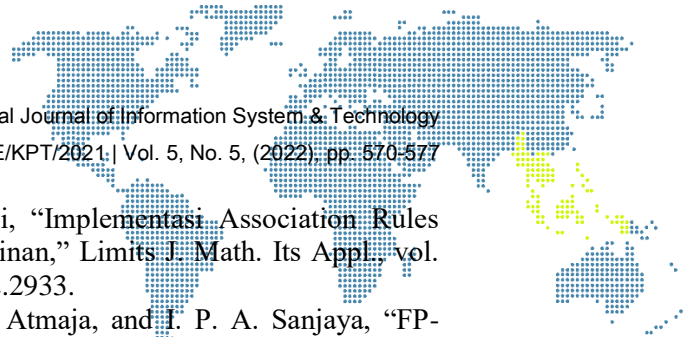 al Journal of Information System & Technology
E/KPT/2021 | Vol. 5, No. 5, (2022), pp. 570-577
i, “Implementasi Association Rules
inan,” Limits J. Math. Its Appl., vol.
.2933.
Atmaja, and I. P. A. Sanjaya, “FP-